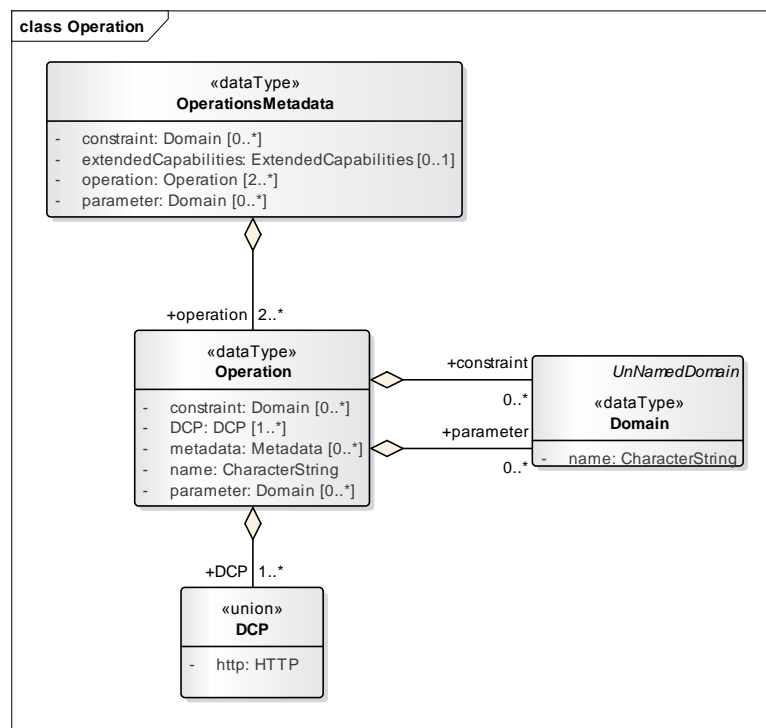 class Operation
«dataType»
OperationsMetadata
- constraint: Domain [0..*]
- extendedCapabilities: ExtendedCapabilities [0..1]
- operation: Operation [2..*]
- parameter: Domain [0..*]
+operation 2..*
«dataType»
Operation
- constraint: Domain [0..*]
- DCP: DCP [1..*]
- metadata: Metadata [0..*]
- name: CharacterString
- parameter: Domain [0..*]
+constraint
0..*
+parameter
0..*
UnNamedDomain
«dataType»
Domain
- name: CharacterString
+DCP 1..*
«union»
DCP
- http: HTTP